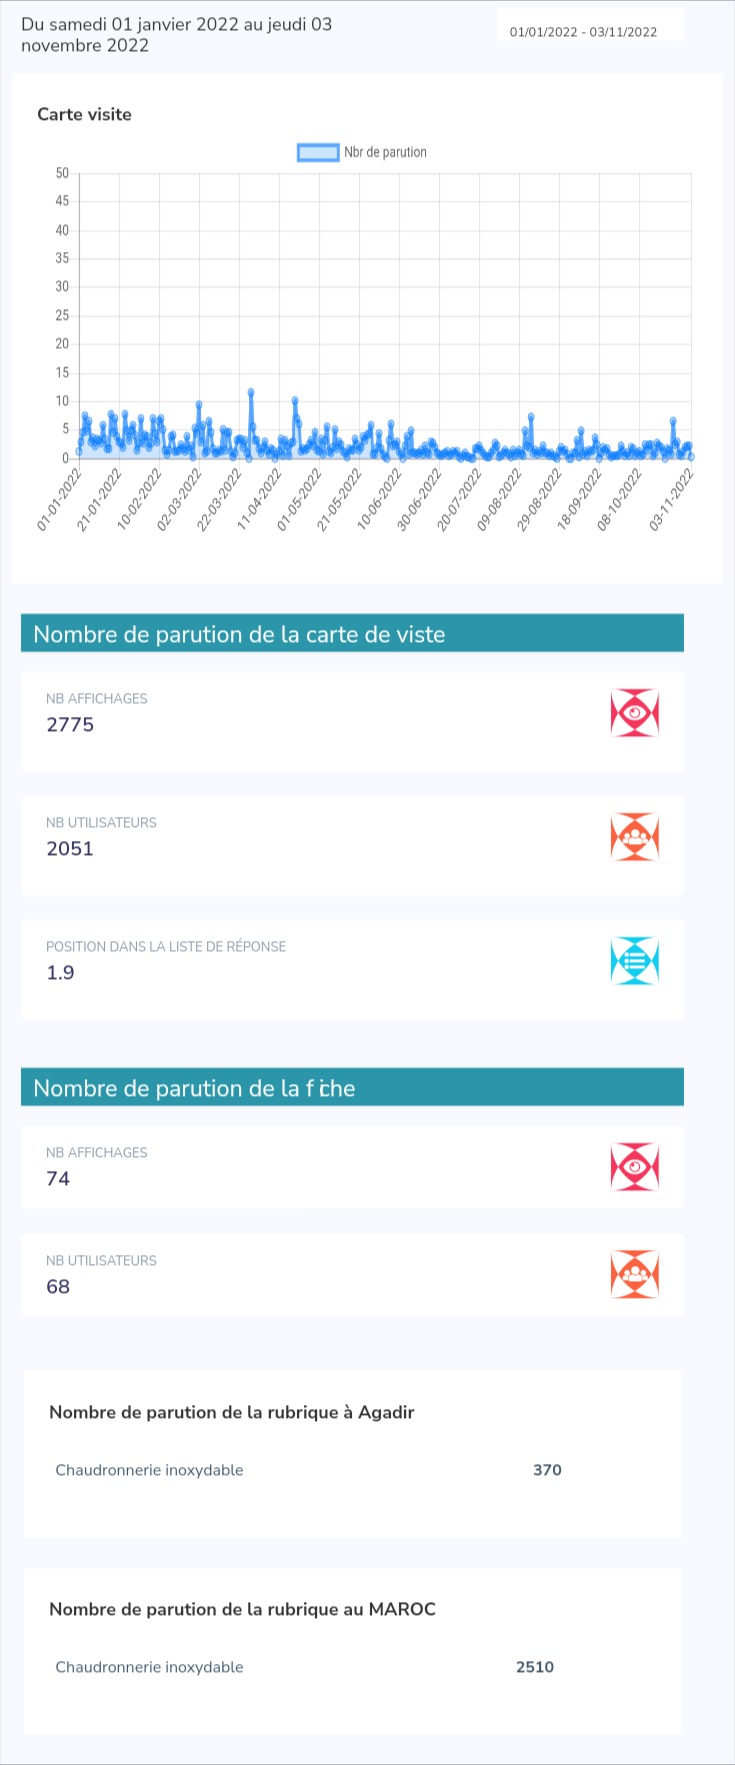 Du samedi 01 janvier 2022 au jeudi 03
novembre 2022
01/01/2022 - 03/11/2022
Carte visite
Nbr de parution
50
45
40
35
30
25
20
15
10
5
0
01-01-2022
21-01-2022
10-02-2022
02-03-2022
22-03-2022
11-04-2022
01-05-2022
21-05-2022
10-06-2022
30-06-2022
20-07-2022
09-08-2022
29-08-2022
18-09-2022
08-10-2022
03-11-2022
Nombre de parution de la carte de viste
NB AFFICHAGES
2775
NB UTILISATEURS
2051
POSITION DANS LA LISTE DE RÉPONSE
1.9
Nombre de parution de la fiche
NB AFFICHAGES
74
NB UTILISATEURS
68
Nombre de parution de la rubrique à Agadir
Chaudronnerie inoxydable 370
Nombre de parution de la rubrique au MAROC
Chaudronnerie inoxydable 2510